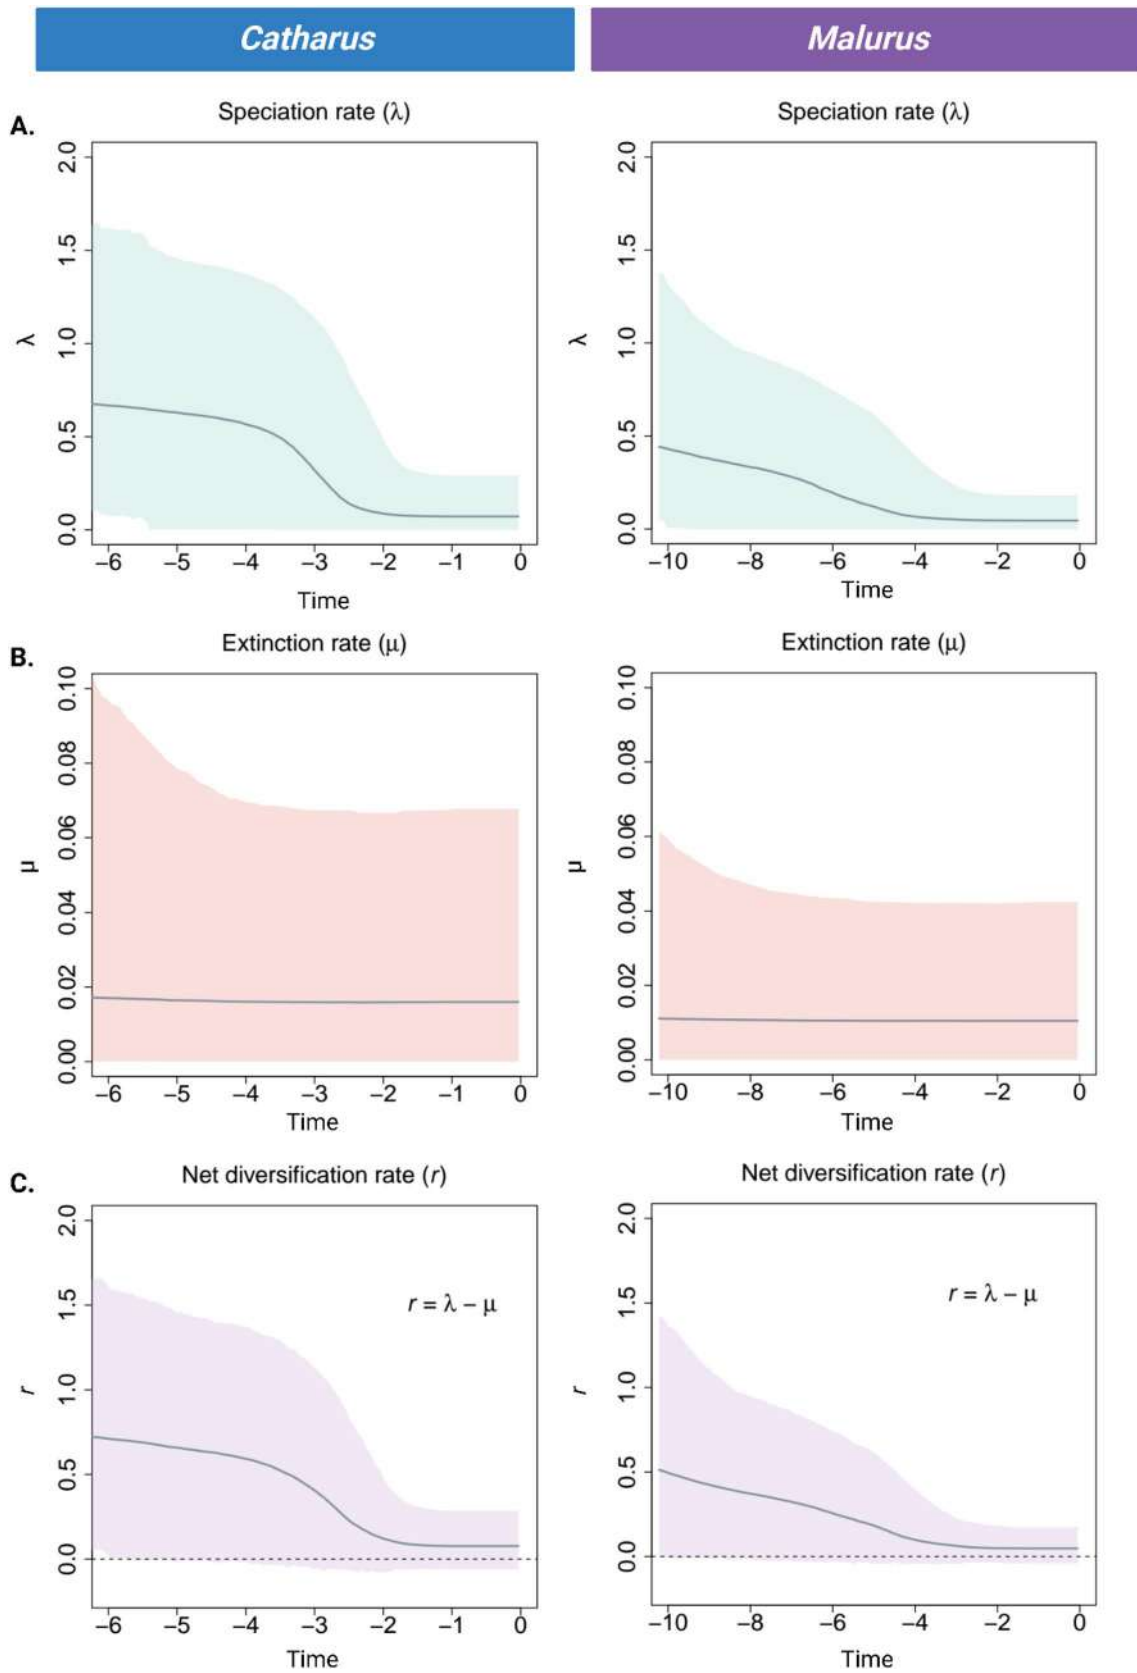 Catharus
Malurus
A.
Speciation rate (λ)
λ
2.0
1.5
1.0
0.5
0.0
−6 −5 −4 −3 −2 −1 0
Time
Speciation rate (λ)
λ
2.0
1.5
1.0
0.5
0.0
−10 −8 −6 −4 −2 0
Time
B.
Extinction rate (μ)
μ
0.10
0.08
0.06
0.04
0.02
0.00
−6 −5 −4 −3 −2 −1 0
Time
Extinction rate (μ)
μ
0.10
0.08
0.06
0.04
0.02
0.00
−10 −8 −6 −4 −2 0
Time
C.
Net diversification rate (r)
r
2.0
1.5
1.0
0.5
0.0
r = λ − μ
−6 −5 −4 −3 −2 −1 0
Time
Net diversification rate (r)
r
2.0
1.5
1.0
0.5
0.0
r = λ − μ
−10 −8 −6 −4 −2 0
Time